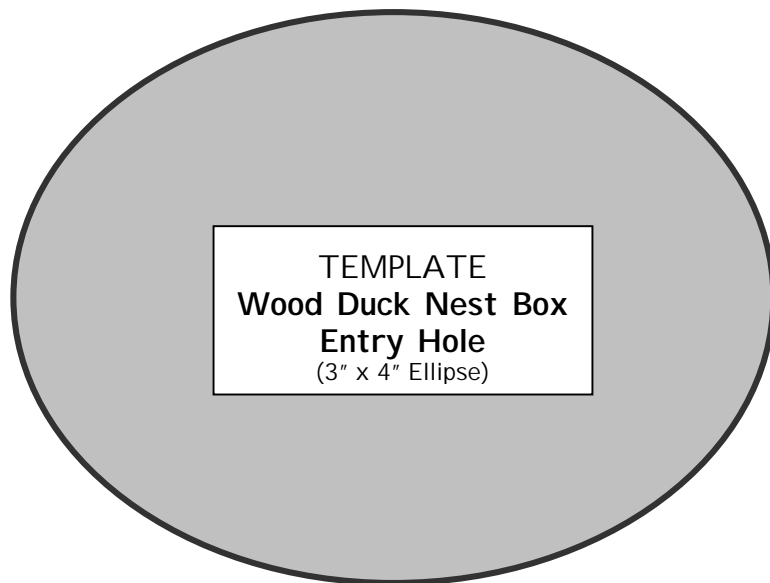 TEMPLATE
Wood Duck Nest Box
Entry Hole
(3″ x 4″ Ellipse)